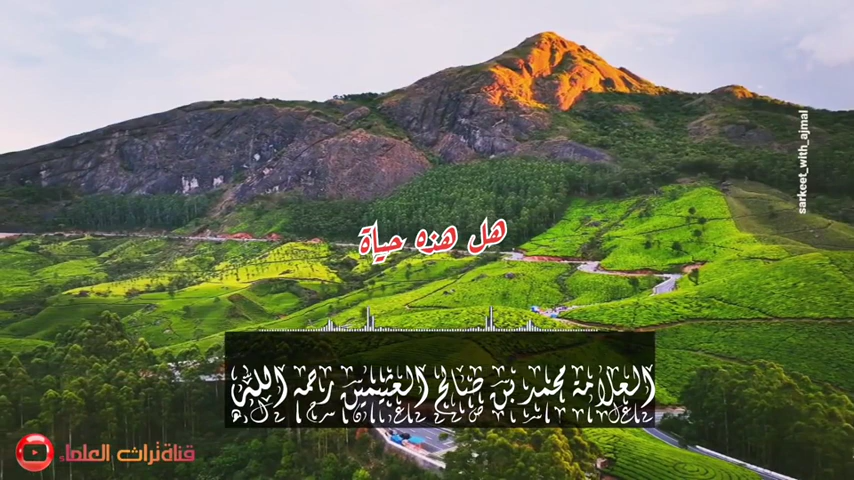 sarkeet_with_ajmal
هل هذه حياة
العلامة محمد بن صالح العثيمين رحمه الله
قناة تراث العلماء